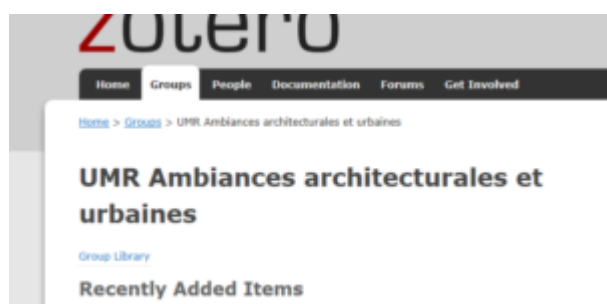 zotero
Home Groups People Documentation Forums Get Involved
Home > Groups > UMR Ambiances architecturales et urbaines
UMR Ambiances architecturales et
urbaines
Group Library
Recently Added Items